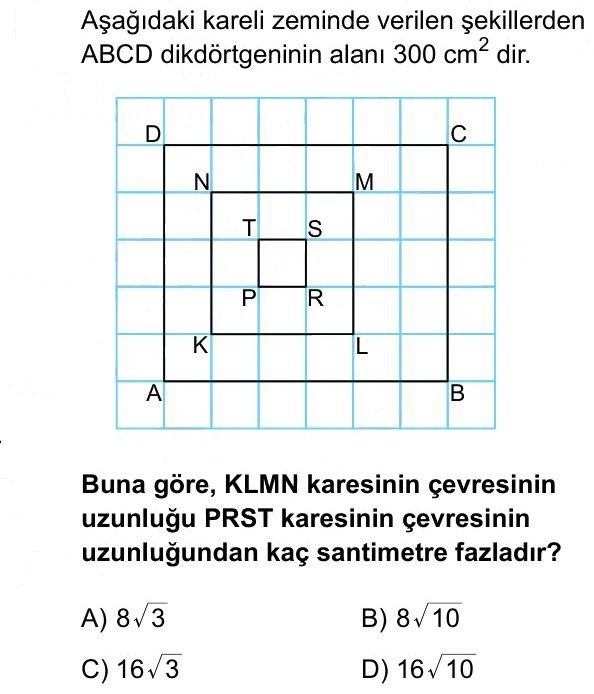 Aşağıdaki kareli zeminde verilen şekillerden
ABCD dikdörtgeninin alanı 300 cm² dir.
D C
N M
T S
P R
K L
A B
Buna göre, KLMN karesinin çevresinin
uzunluğu PRST karesinin çevresinin
uzunluğundan kaç santimetre fazladır?
A) 8√3 B) 8√10
C) 16√3 D) 16√10